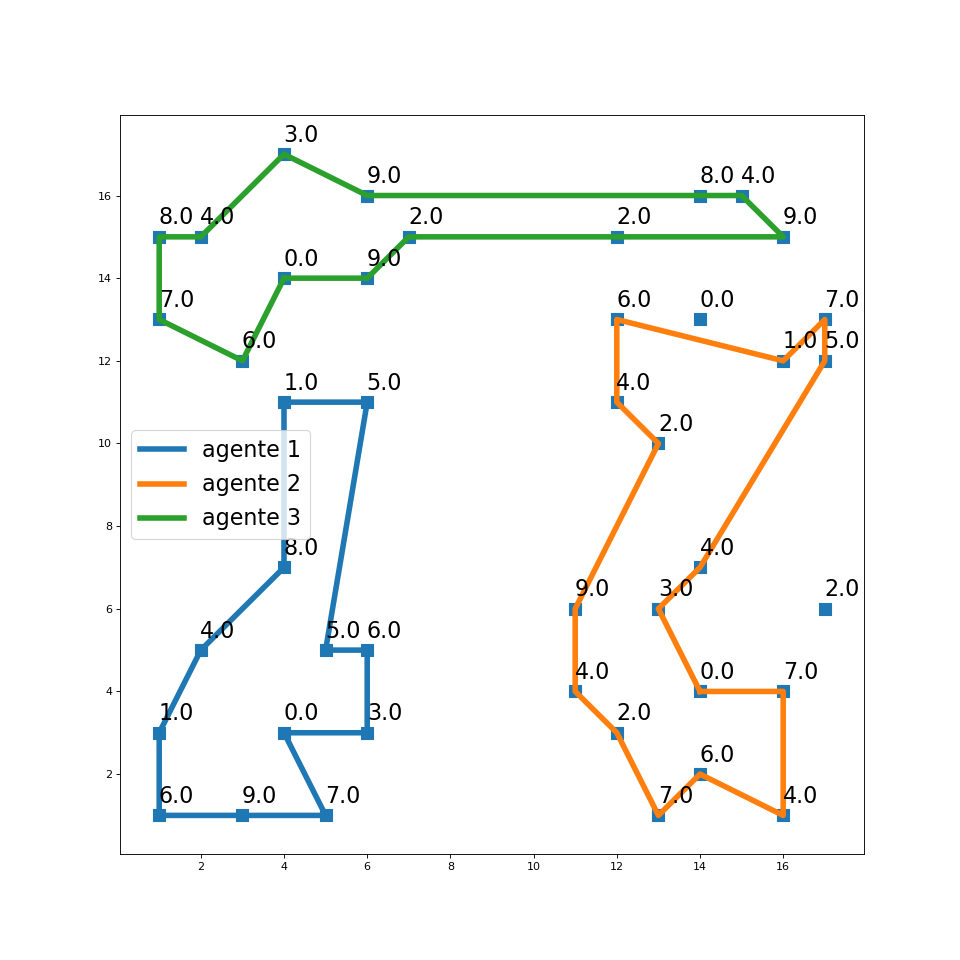 3.0
9.0 8.0 4.0
8.0 4.0 2.0 2.0 9.0
0.0 9.0
7.0 6.0 0.0 7.0
6.0 1.0 5.0
1.0 5.0 4.0
2.0
agente 1
agente 2
agente 3
8.0 4.0
9.0 3.0 2.0
4.0 5.0 6.0
4.0 0.0 7.0
1.0 0.0 3.0 2.0
6.0
6.0 9.0 7.0 7.0 4.0
16
14
12
10
8
6
4
2
2 4 6 8 10 12 14 16